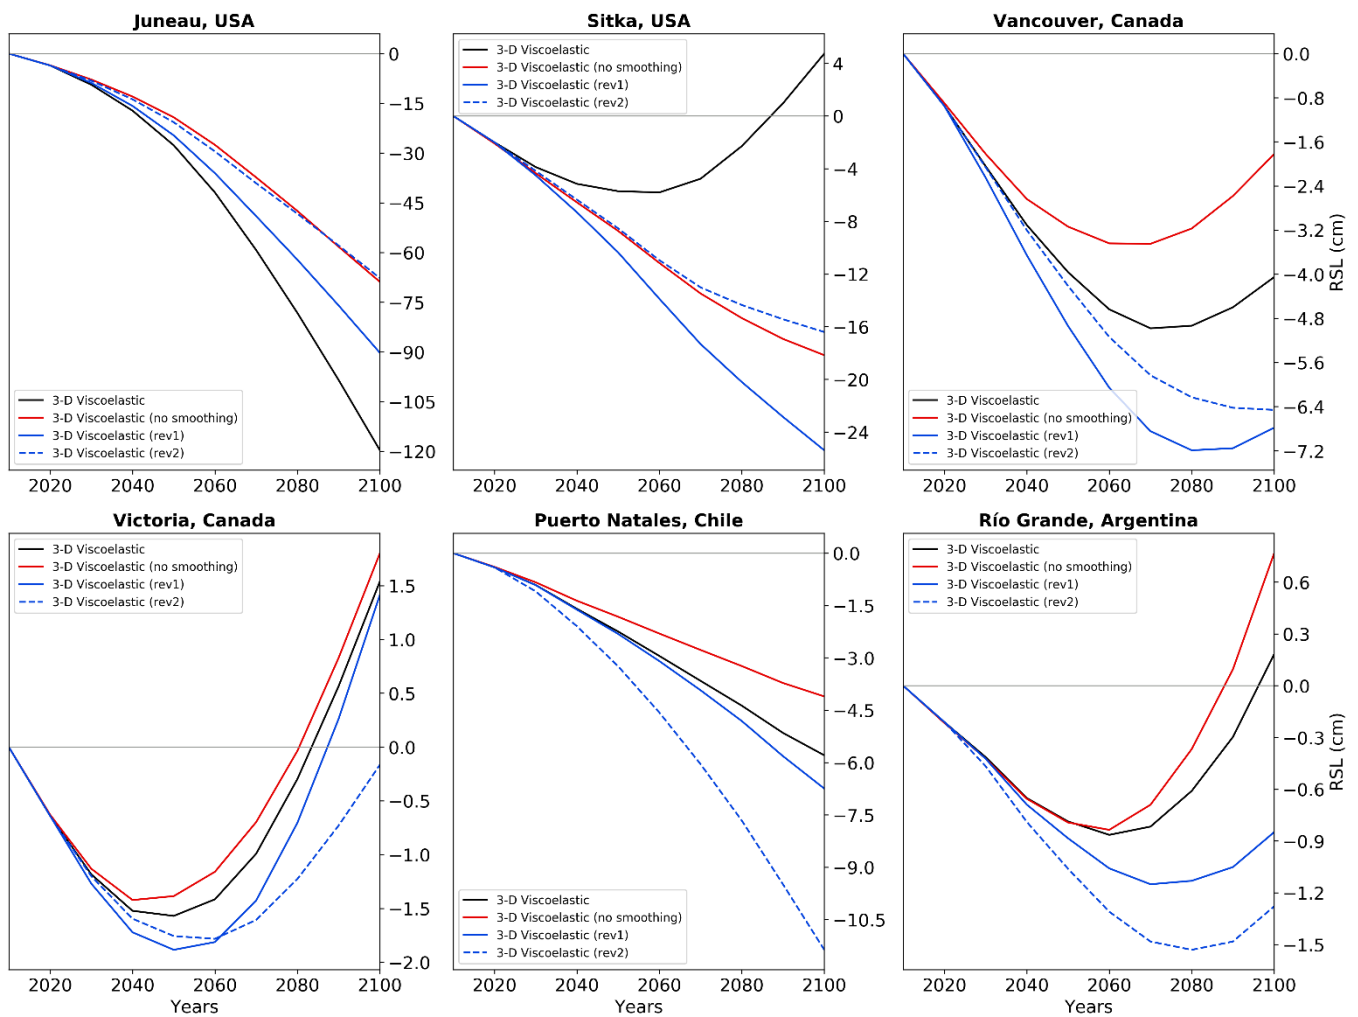 Juneau, USA
0
−15
−30
−45
−60
−75
−90
−105
−120
3-D Viscoelastic
3-D Viscoelastic (no smoothing)
3-D Viscoelastic (rev1)
3-D Viscoelastic (rev2)
2020 2040 2060 2080 2100
Sitka, USA
3-D Viscoelastic
3-D Viscoelastic (no smoothing)
3-D Viscoelastic (rev1)
3-D Viscoelastic (rev2)
4
0
−4
−8
−12
−16
−20
−24
2020 2040 2060 2080 2100
Vancouver, Canada
0.0
−0.8
−1.6
−2.4
−3.2
−4.0
−4.8
−5.6
−6.4
−7.2
RSL (cm)
3-D Viscoelastic
3-D Viscoelastic (no smoothing)
3-D Viscoelastic (rev1)
3-D Viscoelastic (rev2)
2020 2040 2060 2080 2100
Victoria, Canada
3-D Viscoelastic
3-D Viscoelastic (no smoothing)
3-D Viscoelastic (rev1)
3-D Viscoelastic (rev2)
1.5
1.0
0.5
0.0
−0.5
−1.0
−1.5
−2.0
2020 2040 2060 2080 2100
Years
Puerto Natales, Chile
0.0
−1.5
−3.0
−4.5
−6.0
−7.5
−9.0
−10.5
3-D Viscoelastic
3-D Viscoelastic (no smoothing)
3-D Viscoelastic (rev1)
3-D Viscoelastic (rev2)
2020 2040 2060 2080 2100
Years
Río Grande, Argentina
3-D Viscoelastic
3-D Viscoelastic (no smoothing)
3-D Viscoelastic (rev1)
3-D Viscoelastic (rev2)
0.6
0.3
0.0
−0.3
−0.6
−0.9
−1.2
−1.5
RSL (cm)
2020 2040 2060 2080 2100
Years